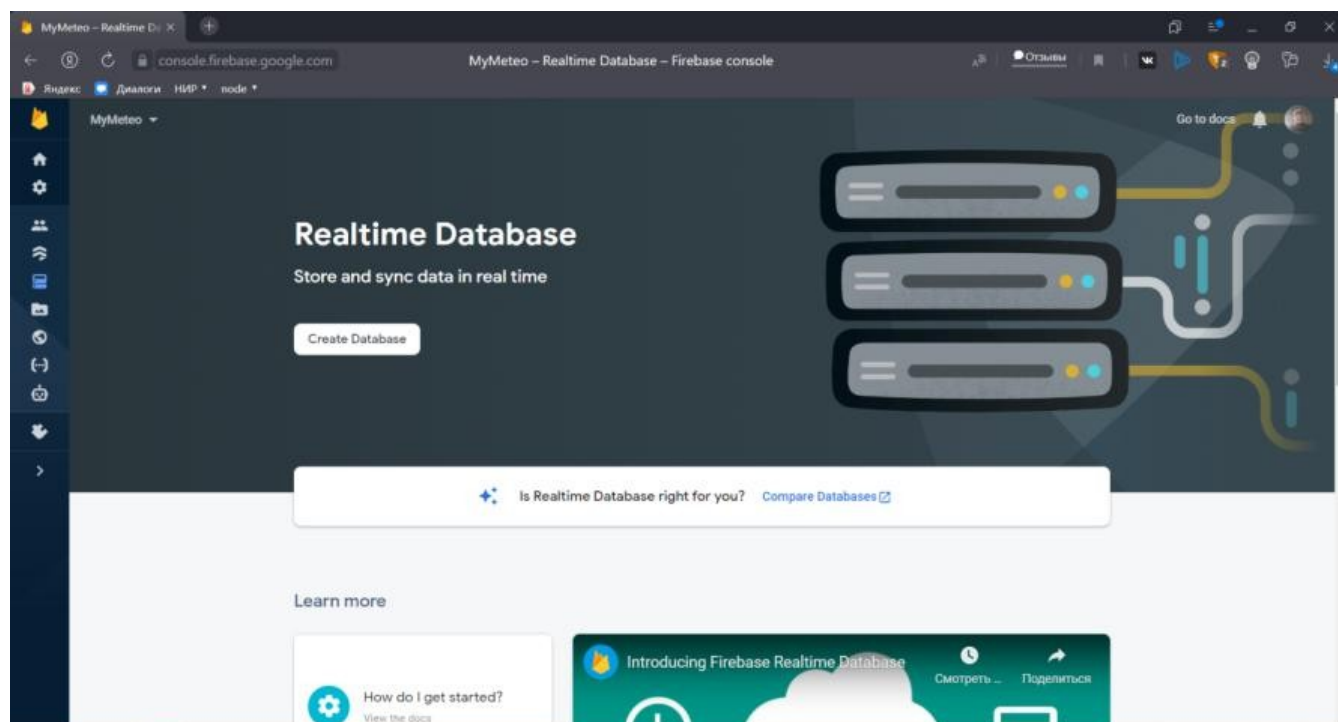 MyMeteo – Realtime Da
console.firebase.google.com
MyMeteo – Realtime Database – Firebase console
Отзывы
Яндекс
Диалоги
НИР
node
MyMeteo
Go to docs
Realtime Database
Store and sync data in real time
Create Database
Is Realtime Database right for you? Compare Databases
Learn more
How do I get started?
View the docs
Introducing Firebase Realtime Database
Смотреть ...
Поделиться